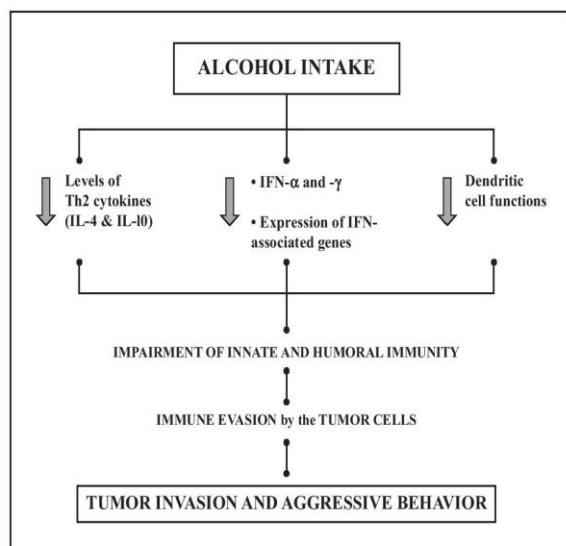 ALCOHOL INTAKE
Levels of
Th2 cytokines
(IL-4 & IL-l0)
• IFN-α and -γ
• Expression of IFN-
associated genes
Dendritic
cell functions
IMPAIRMENT OF INNATE AND HUMORAL IMMUNITY
IMMUNE EVASION by the TUMOR CELLS
TUMOR INVASION AND AGGRESSIVE BEHAVIOR